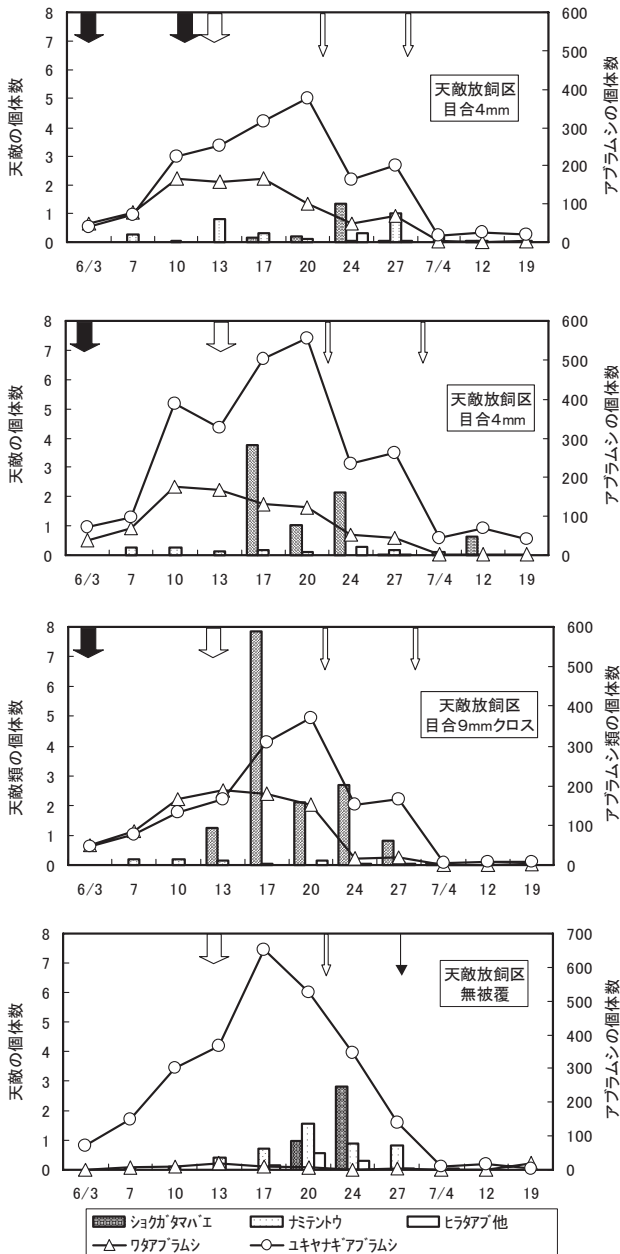 天敵の個体数
アブラムシの個体数
8 7 6 5 4 3 2 1 0
600 500 400 300 200 100 0
天敵放飼区
目合4mm
6/3 7 10 13 17 20 24 27 7/4 12 19
天敵の個体数
アブラムシの個体数
8 7 6 5 4 3 2 1 0
600 500 400 300 200 100 0
天敵放飼区
目合4mm
6/3 7 10 13 17 20 24 27 7/4 12 19
天敵類の個体数
アブラムシ類の個体数
8 7 6 5 4 3 2 1 0
600 500 400 300 200 100 0
天敵放飼区
目合9mmクロス
6/3 7 10 13 17 20 24 27 7/4 12 19
天敵の個体数
アブラムシの個体数
8 7 6 5 4 3 2 1 0
700 600 500 400 300 200 100 0
天敵放飼区
無被覆
6/3 7 10 13 17 20 24 27 7/4 12 19
ショクガタマバエ ナミテントウ ヒラタアブ他
ワタアブラムシ ユキヤナギアブラムシ